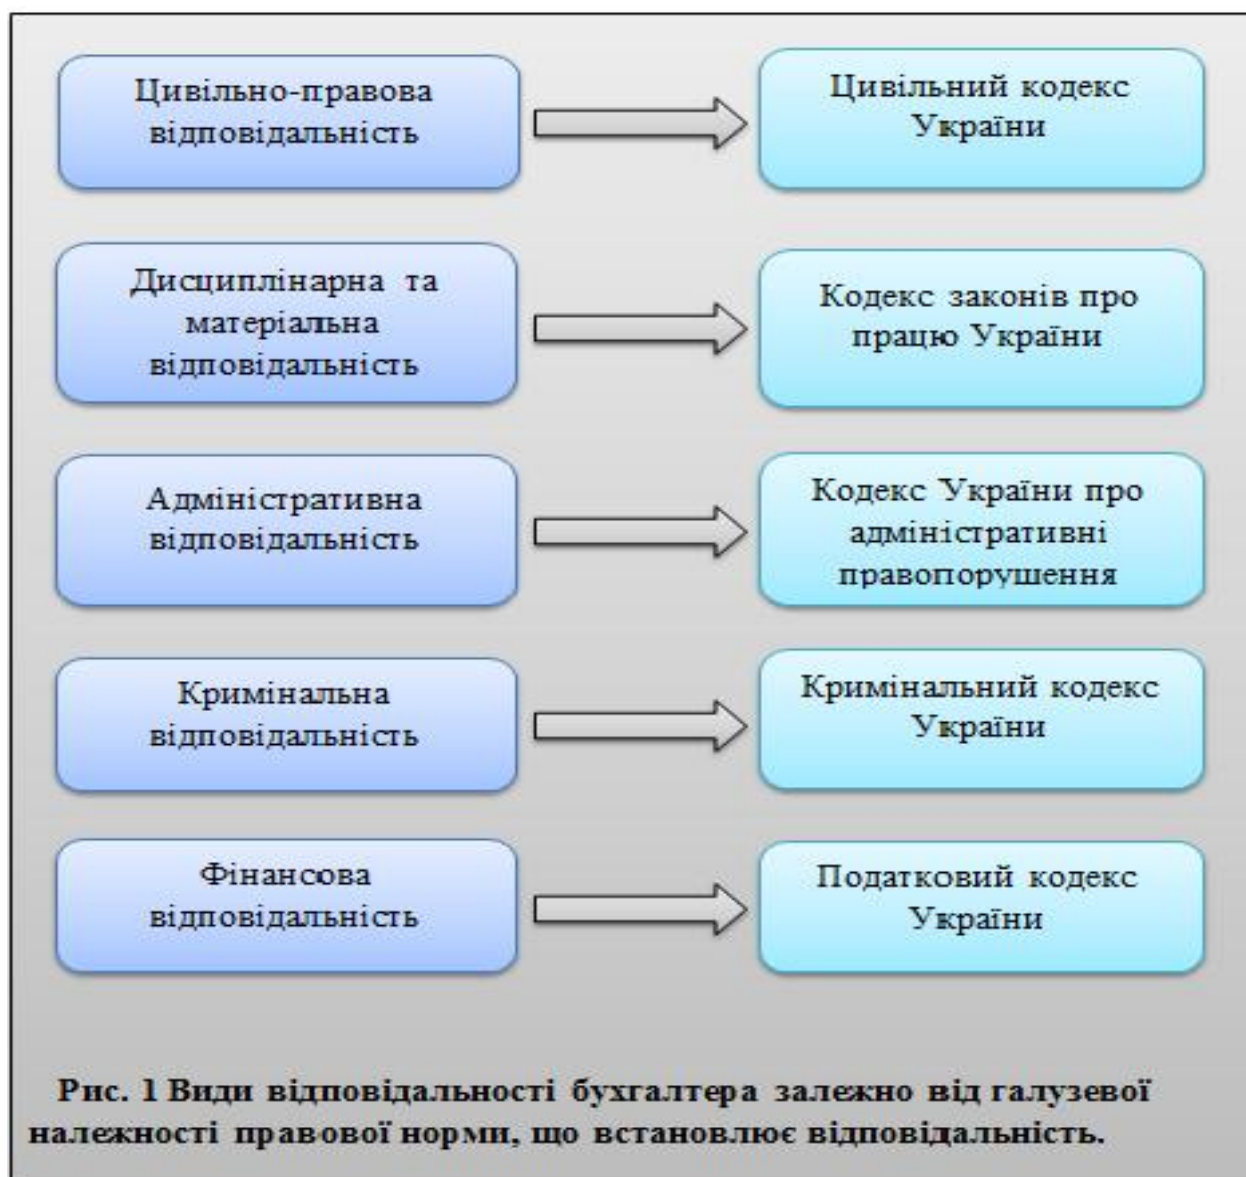 Цивільно-правова
відповідальність
Цивільний кодекс
України
Дисциплінарна та
матеріальна
відповідальність
Кодекс законів про
працю України
Адміністративна
відповідальність
Кодекс України про
адміністративні
правопорушення
Кримінальна
відповідальність
Кримінальний кодекс
України
Фінансова
відповідальність
Податковий кодекс
України
Рис. 1 Види відповідальності бухгалтера залежно від галузевої
належності правової норми, що встановлює відповідальність.